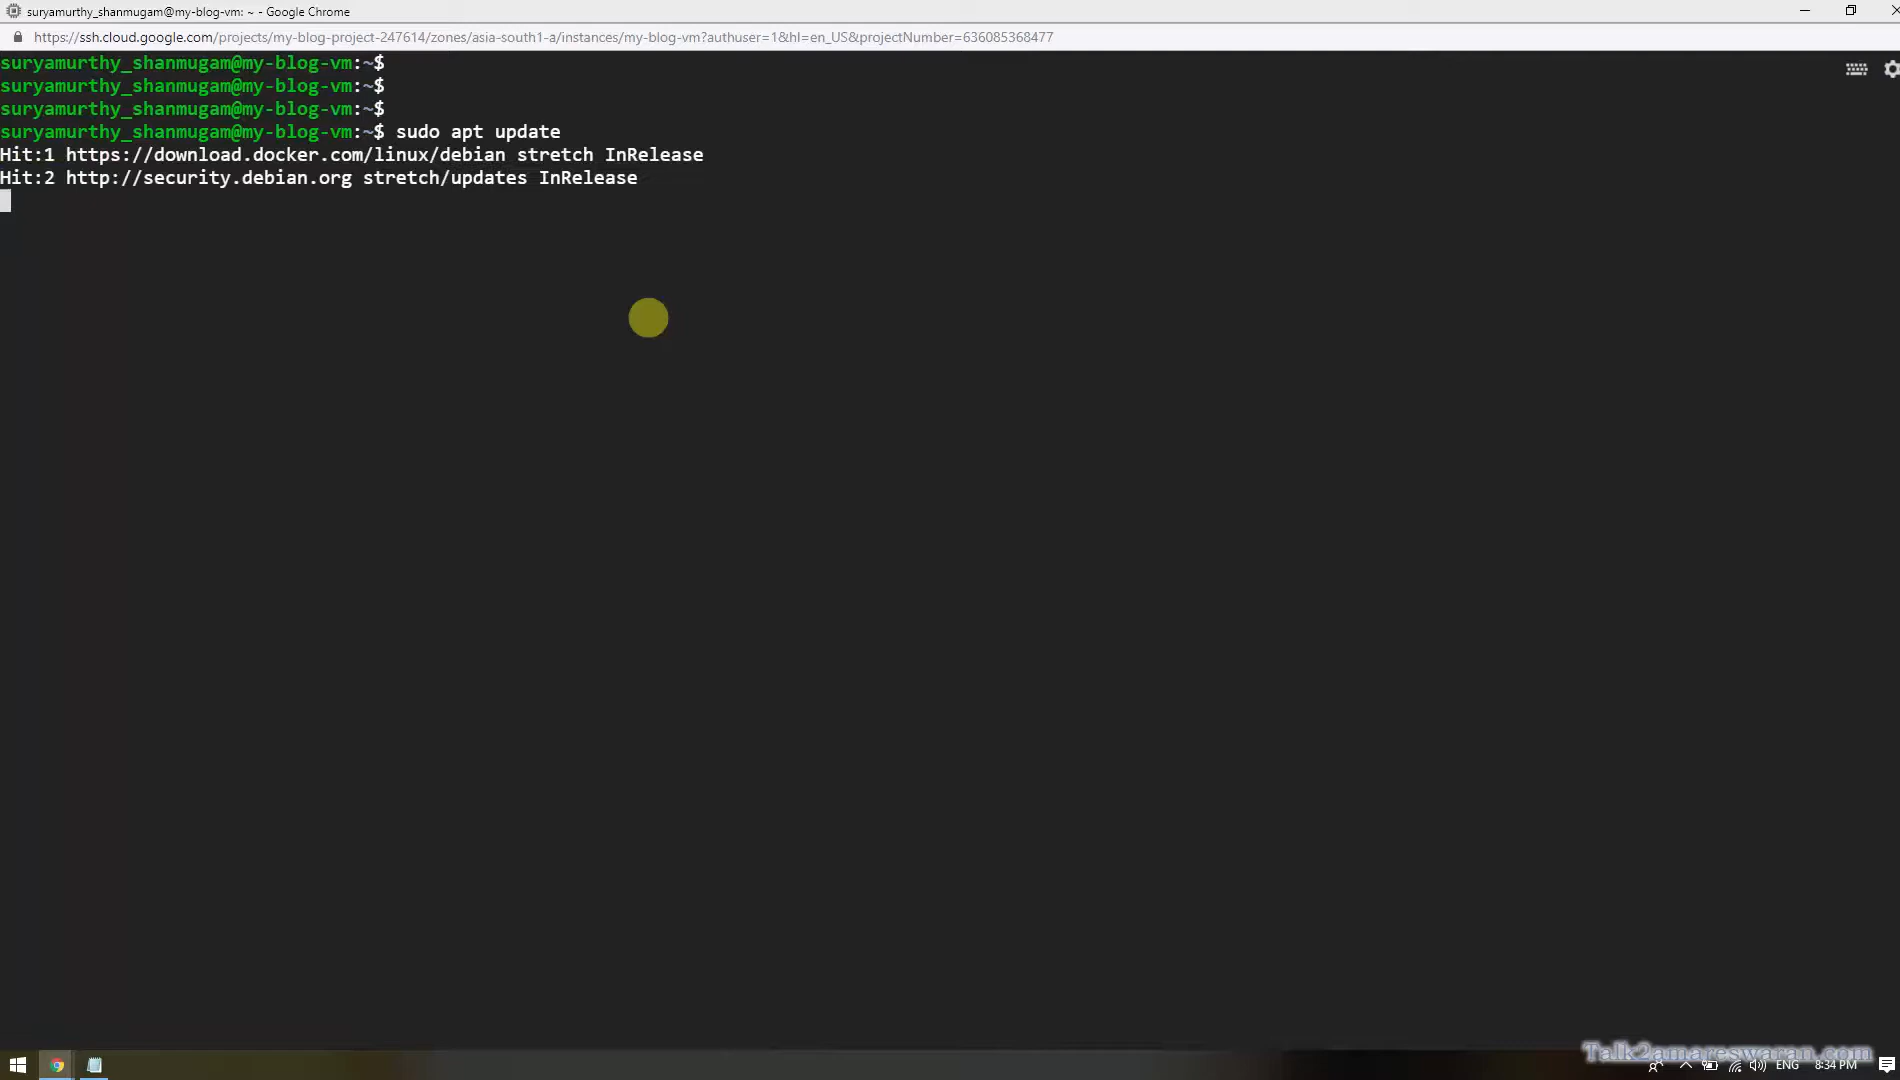 suryamurthy_shanmugam@my-blog-vm: ~ - Google Chrome
https://ssh.cloud.google.com/projects/my-blog-project-247614/zones/asia-south1-a/instances/my-blog-vm?authuser=1&hl=en_US&projectNumber=636085368477
suryamurthy_shanmugam@my-blog-vm:~$
suryamurthy_shanmugam@my-blog-vm:~$
suryamurthy_shanmugam@my-blog-vm:~$
suryamurthy_shanmugam@my-blog-vm:~$ sudo apt update
Hit:1 https://download.docker.com/linux/debian stretch InRelease
Hit:2 http://security.debian.org stretch/updates InRelease
Talk2amareswaran.com
ENG
8:34 PM